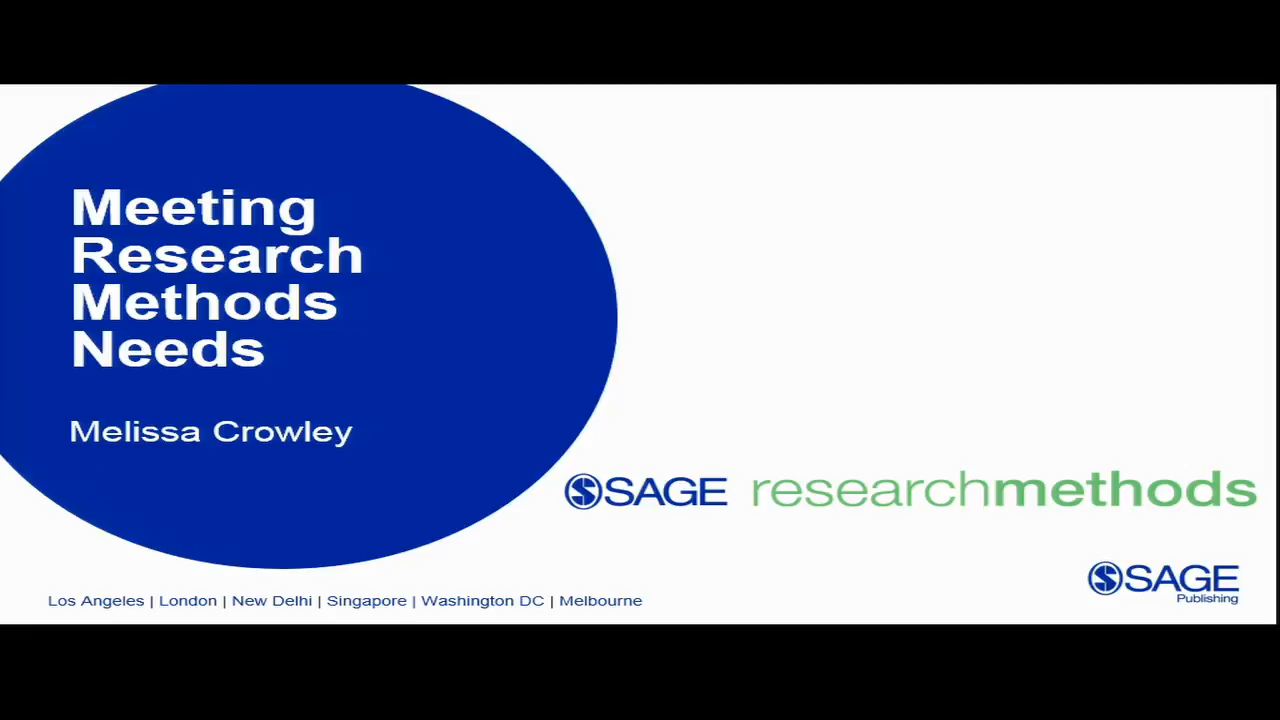 Meeting
Research
Methods
Needs
Melissa Crowley
SAGE researchmethods
SAGE
Publishing
Los Angeles | London | New Delhi | Singapore | Washington DC | Melbourne